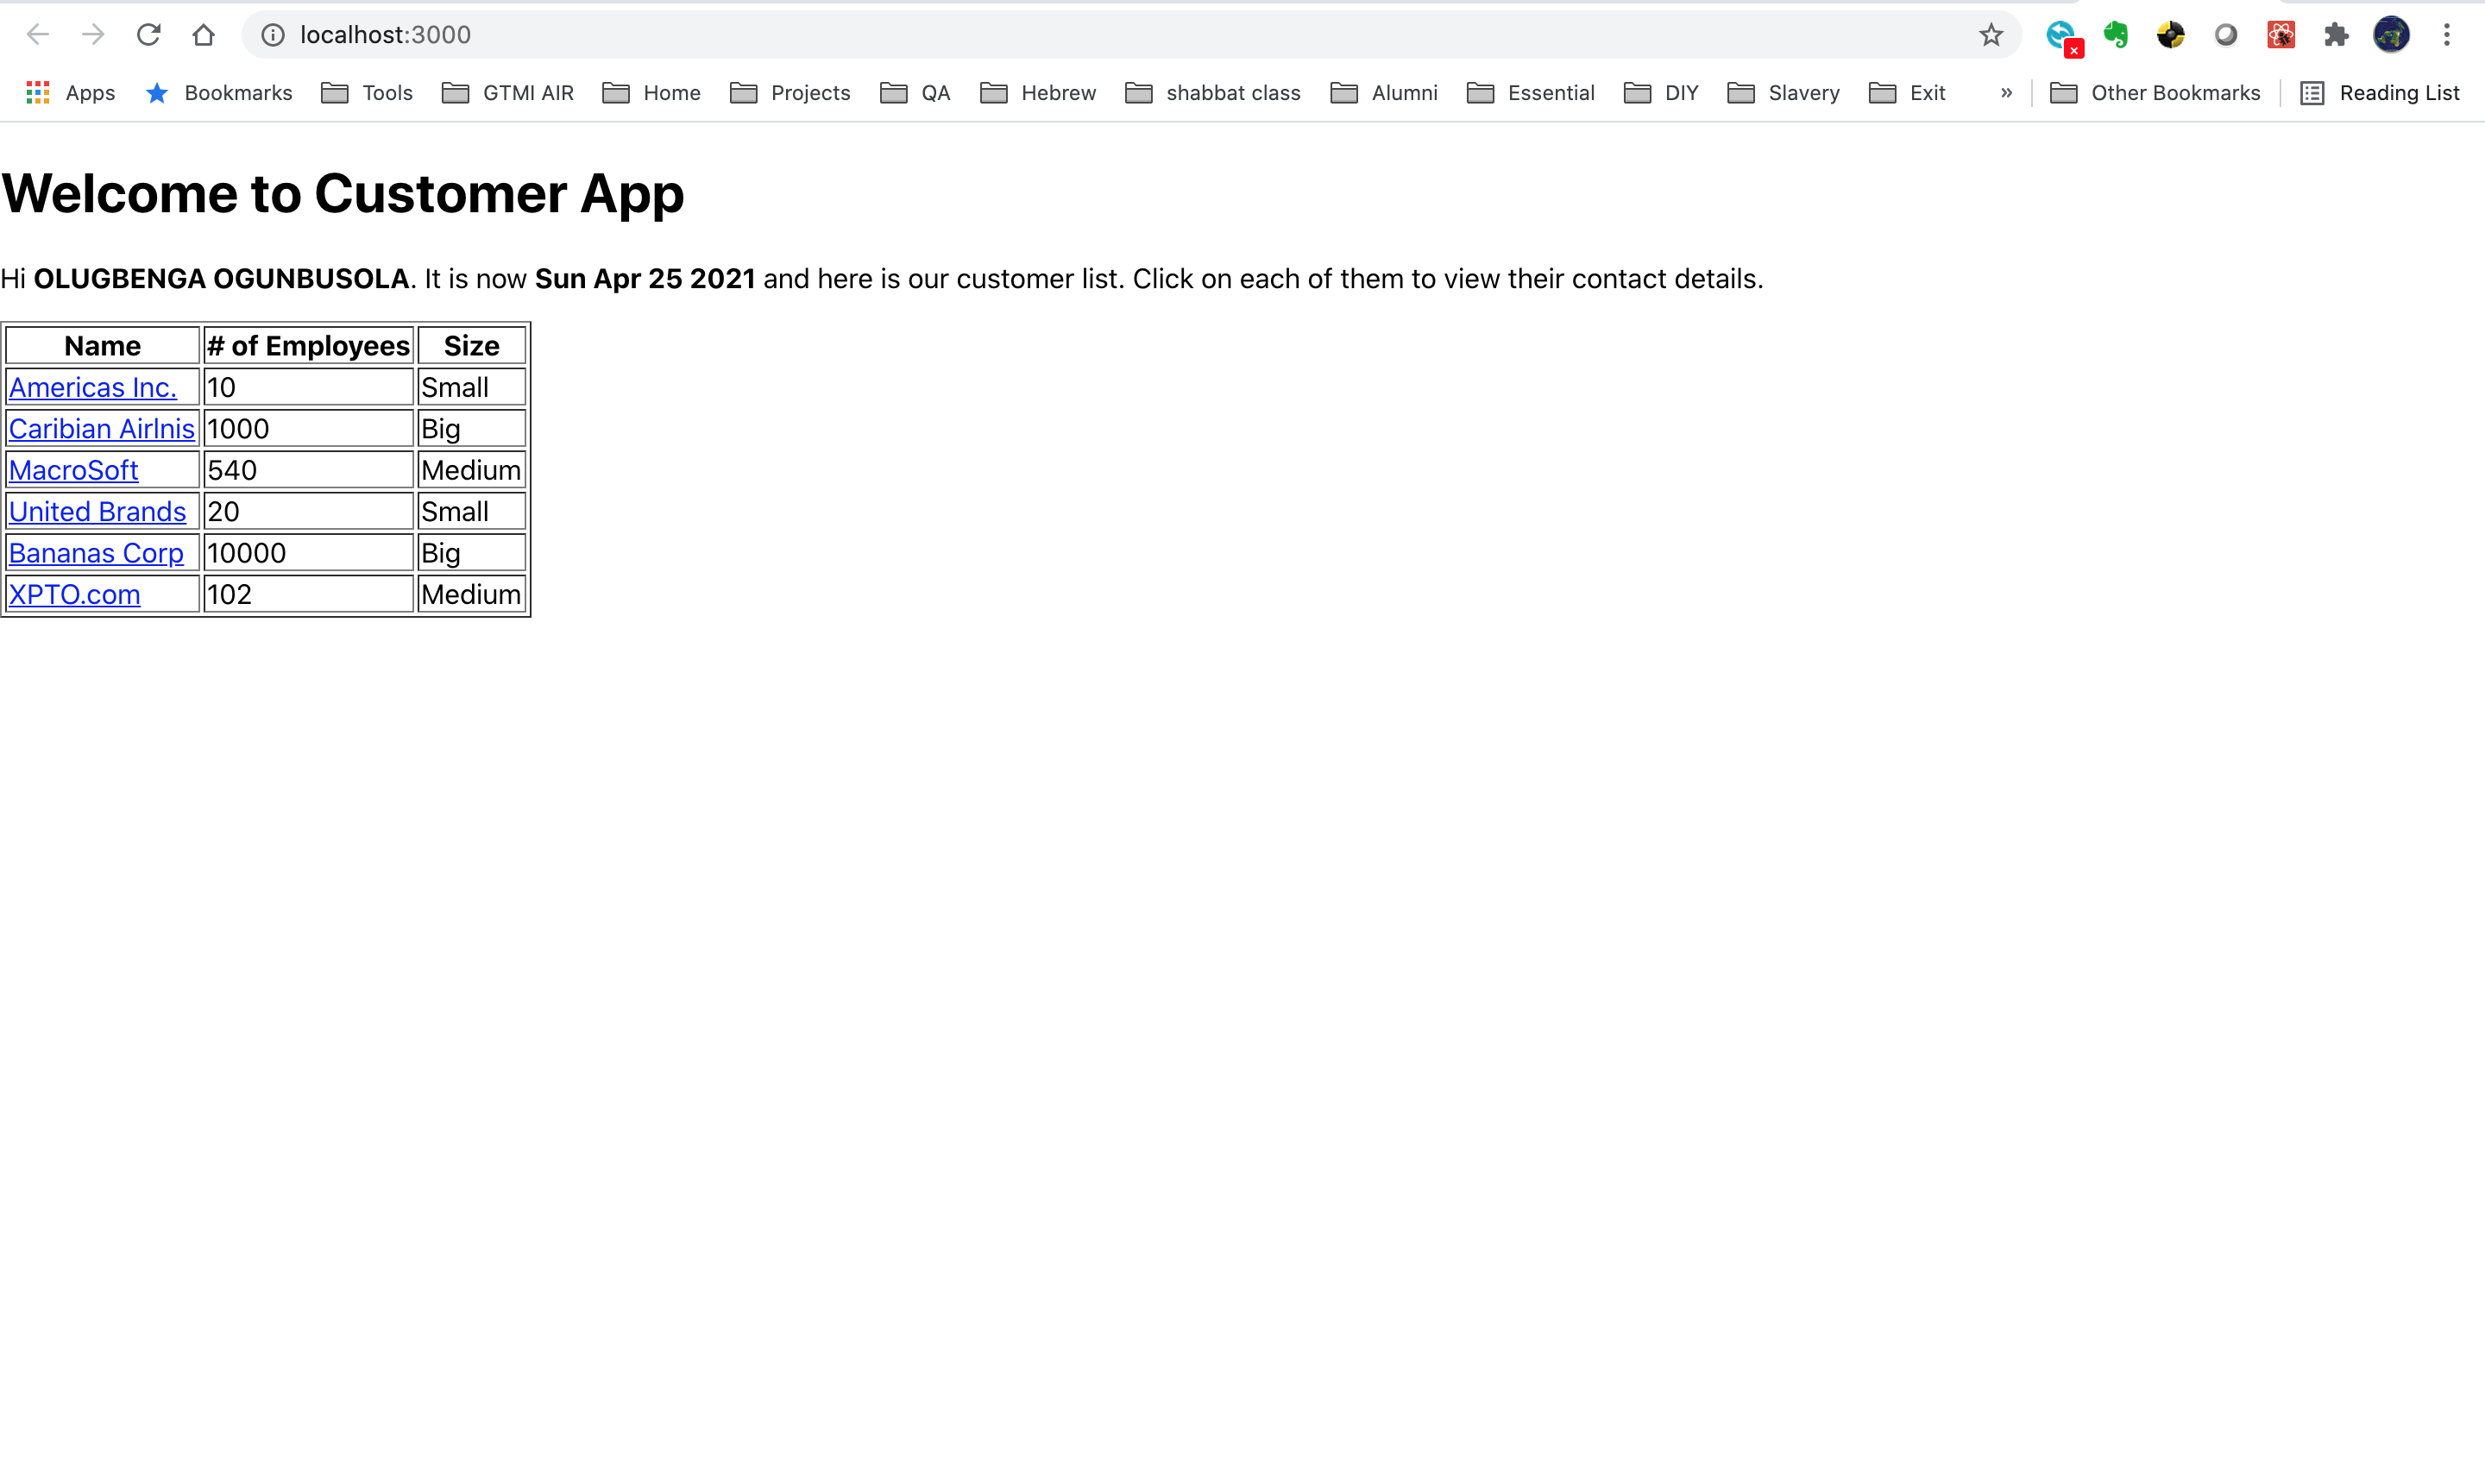 localhost:3000
Apps Bookmarks Tools GTMI AIR Home Projects QA Hebrew shabbat class Alumni Essential DIY Slavery Exit » Other Bookmarks Reading List
Welcome to Customer App
Hi OLUGBENGA OGUNBUSOLA. It is now Sun Apr 25 2021 and here is our customer list. Click on each of them to view their contact details.
Name # of Employees Size
Americas Inc. 10 Small
Caribian Airlnis 1000 Big
MacroSoft 540 Medium
United Brands 20 Small
Bananas Corp 10000 Big
XPTO.com 102 Medium